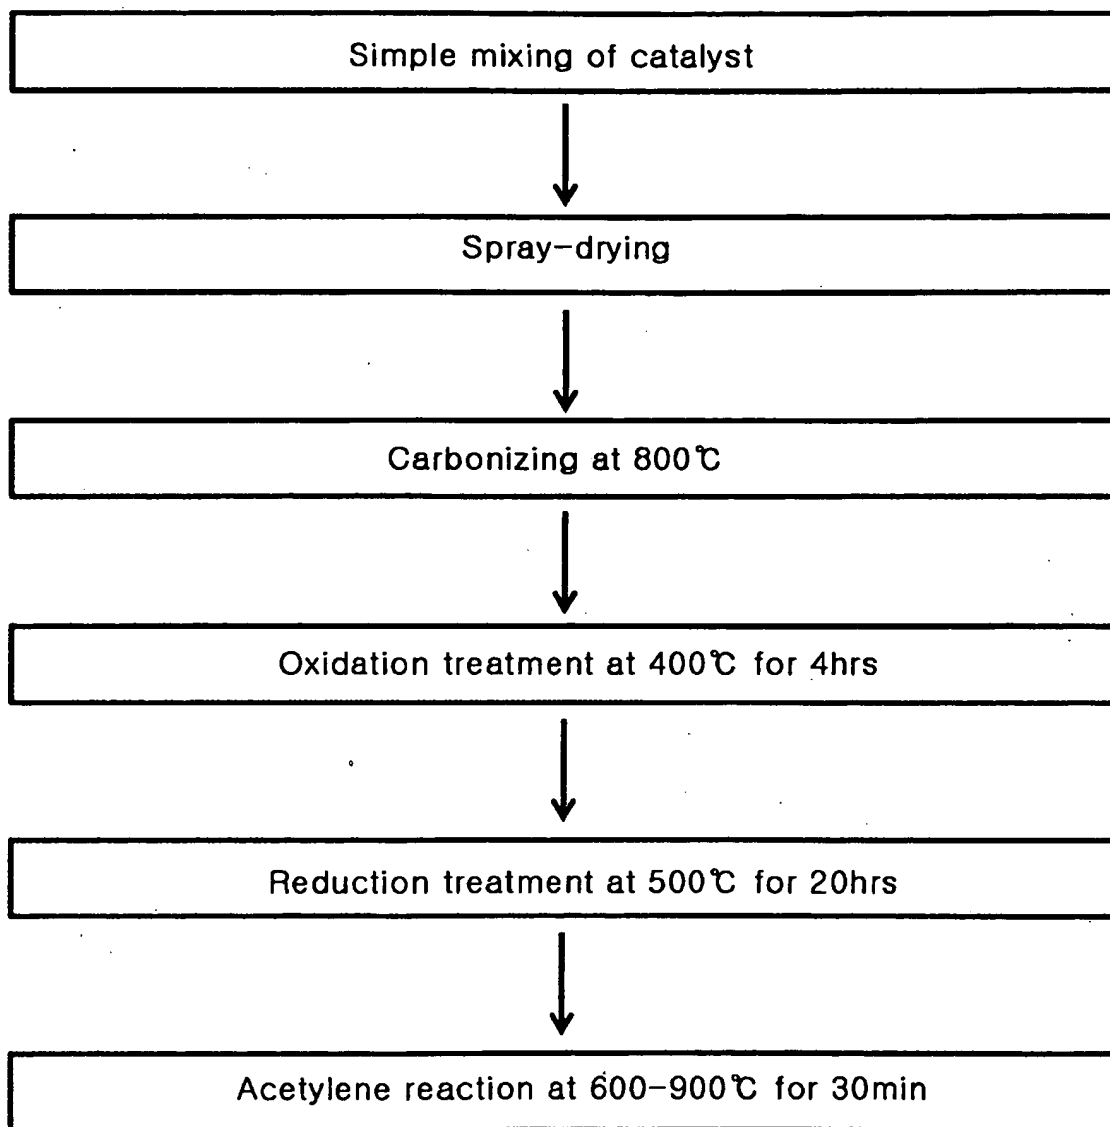 Simple mixing of catalyst
Spray-drying
Carbonizing at 800℃
Oxidation treatment at 400℃ for 4hrs
Reduction treatment at 500℃ for 20hrs
Acetylene reaction at 600-900℃ for 30min